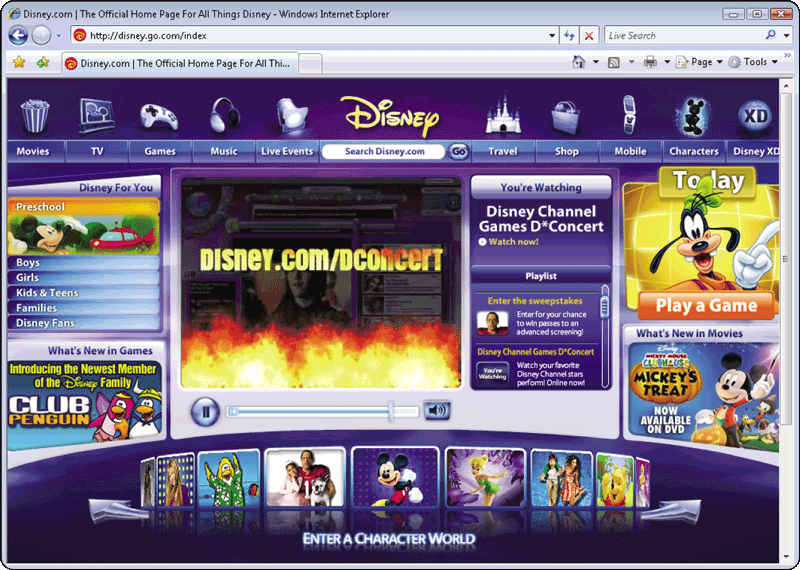 Disney.com | The Official Home Page For All Things Disney - Windows Internet Explorer
http://disney.go.com/index
Live Search
Disney.com | The Official Home Page For All Thi...
Page
Tools
Disney
XD
Movies
TV
Games
Music
Live Events
Search Disney.com
Go
Travel
Shop
Mobile
Characters
Disney XD
Disney For You
Preschool
Boys
Girls
Kids & Teens
Families
Disney Fans
What's New in Games
Introducing the Newest Member
of the Disney Family
CLUB
PENGUIN
DISNEY.COM/DCONCERT
You're Watching
Disney Channel
Games D*Concert
Watch now!
Playlist
Enter the sweepstakes
Enter for your chance
to win passes to an
advanced screening!
Disney Channel Games D*Concert
You're
Watching
Watch your favorite
Disney Channel stars
perform! Online now!
Today
Play a Game
What's New in Movies
Disney
MICKEY MOUSE
CLUBHOUSE
MICKEY'S
TREAT
NOW
AVAILABLE
ON DVD
ENTER A CHARACTER WORLD